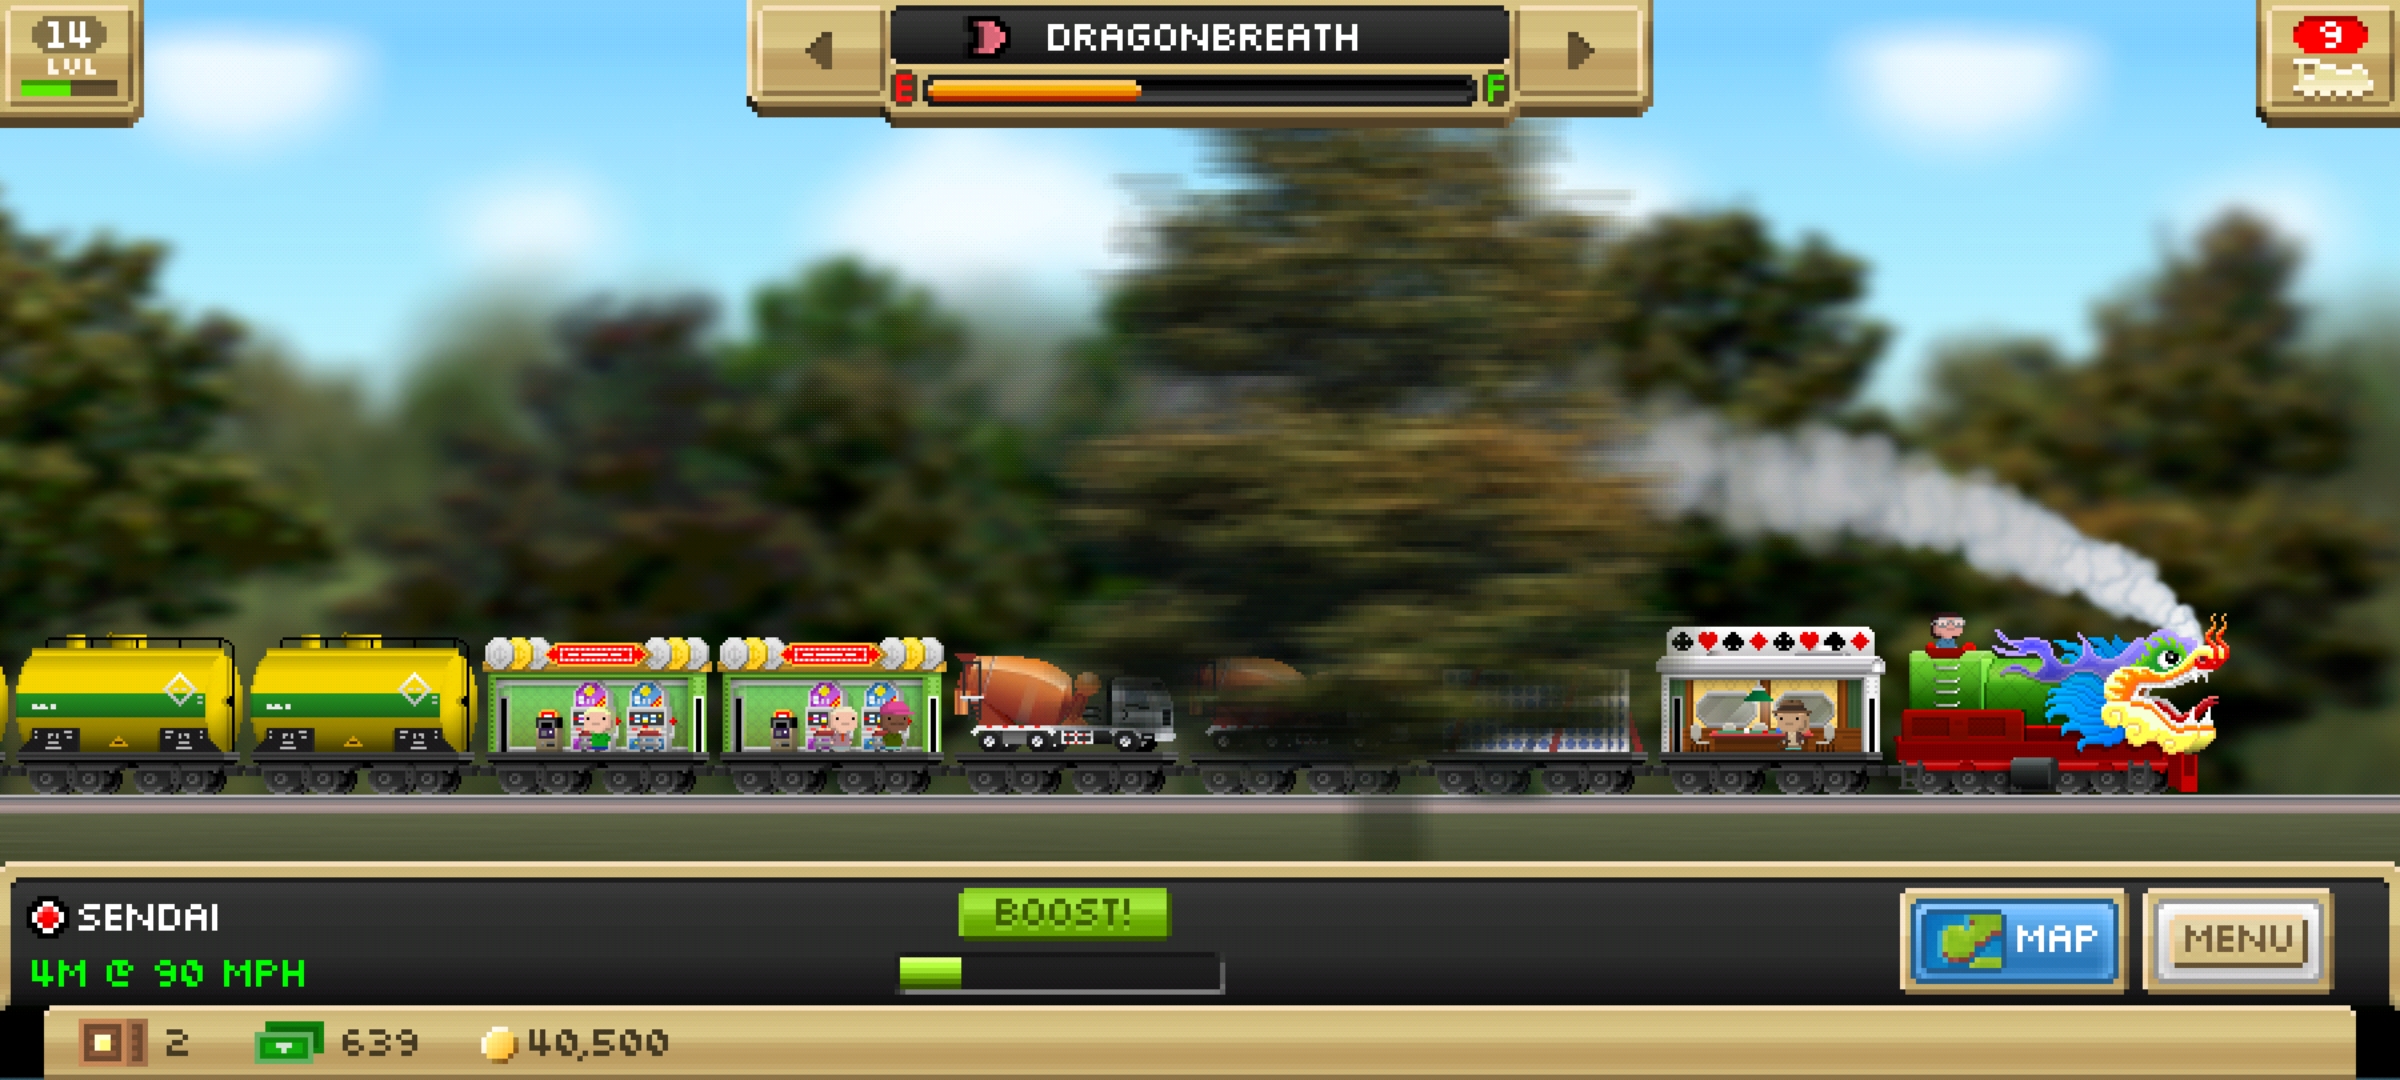 14
LVL
DRAGONBREATH
E F
9
SENDAI
4M @ 90 MPH
BOOST!
MAP
MENU
2
639
40,500